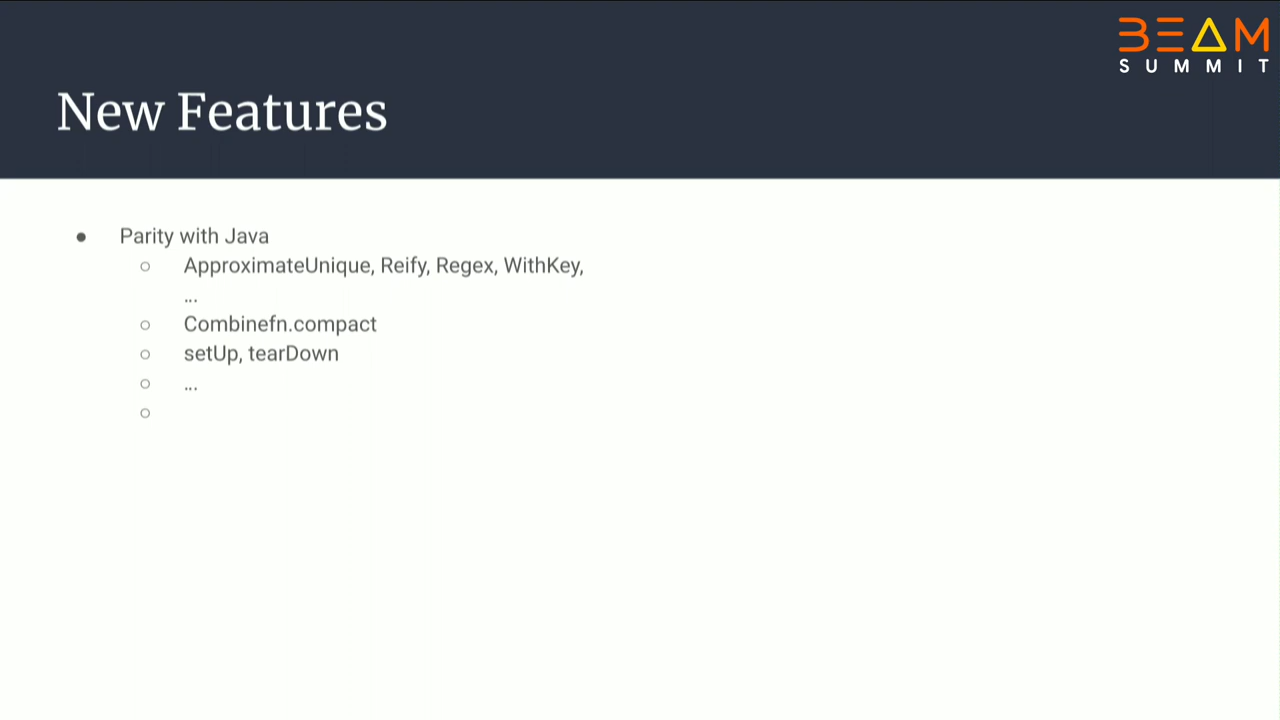 BEAM
SUMMIT
New Features
● Parity with Java
○ ApproximateUnique, Reify, Regex, WithKey,
...
○ Combinefn.compact
○ setUp, tearDown
○ ...
○